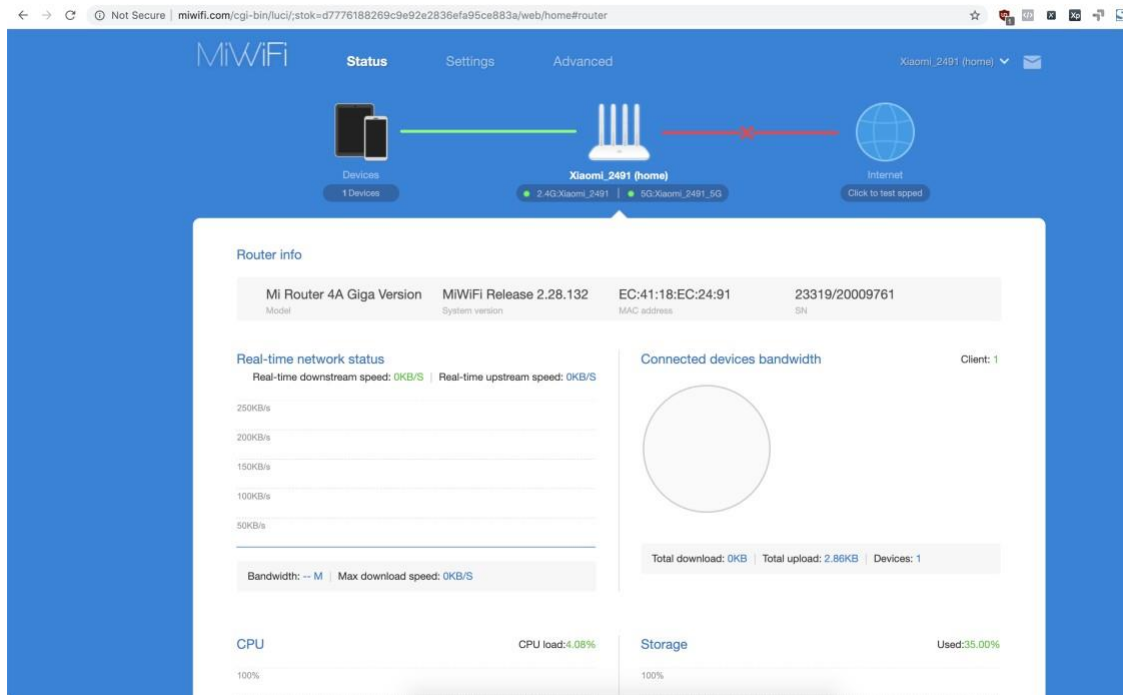 Not Secure | miwifi.com/cgi-bin/luci/;stok=d7776188269c9e92e2836efa95ce883a/web/home#router
MiWiFi Status Settings Advanced Xiaomi_2491 (home)
Devices Xiaomi_2491 (home) Internet
1 Devices 2.4G:Xiaomi_2491 | 5G:Xiaomi_2491_5G Click to test spped
Router info
Mi Router 4A Giga Version MiWiFi Release 2.28.132 EC:41:18:EC:24:91 23319/20009761
Model System version MAC address SN
Real-time network status Connected devices bandwidth Client: 1
Real-time downstream speed: 0KB/S | Real-time upstream speed: 0KB/S
250KB/s
200KB/s
150KB/s
100KB/s
50KB/s
Total download: 0KB | Total upload: 2.86KB | Devices: 1
Bandwidth: -- M | Max download speed: 0KB/S
CPU CPU load:4.08% Storage Used:35.00%
100% 100%